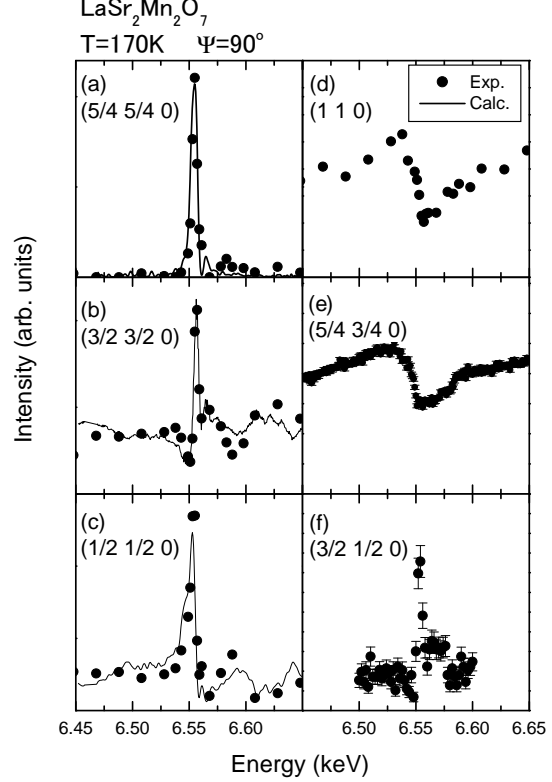 LaSr₂Mn₂O₇
T=170K Ψ=90°
(a)
(5/4 5/4 0)
(d)
(1 1 0)
Exp.
Calc.
(b)
(3/2 3/2 0)
(e)
(5/4 3/4 0)
(c)
(1/2 1/2 0)
(f)
(3/2 1/2 0)
Intensity (arb. units)
6.45 6.50 6.55 6.60 6.50 6.55 6.60 6.65
Energy (keV)